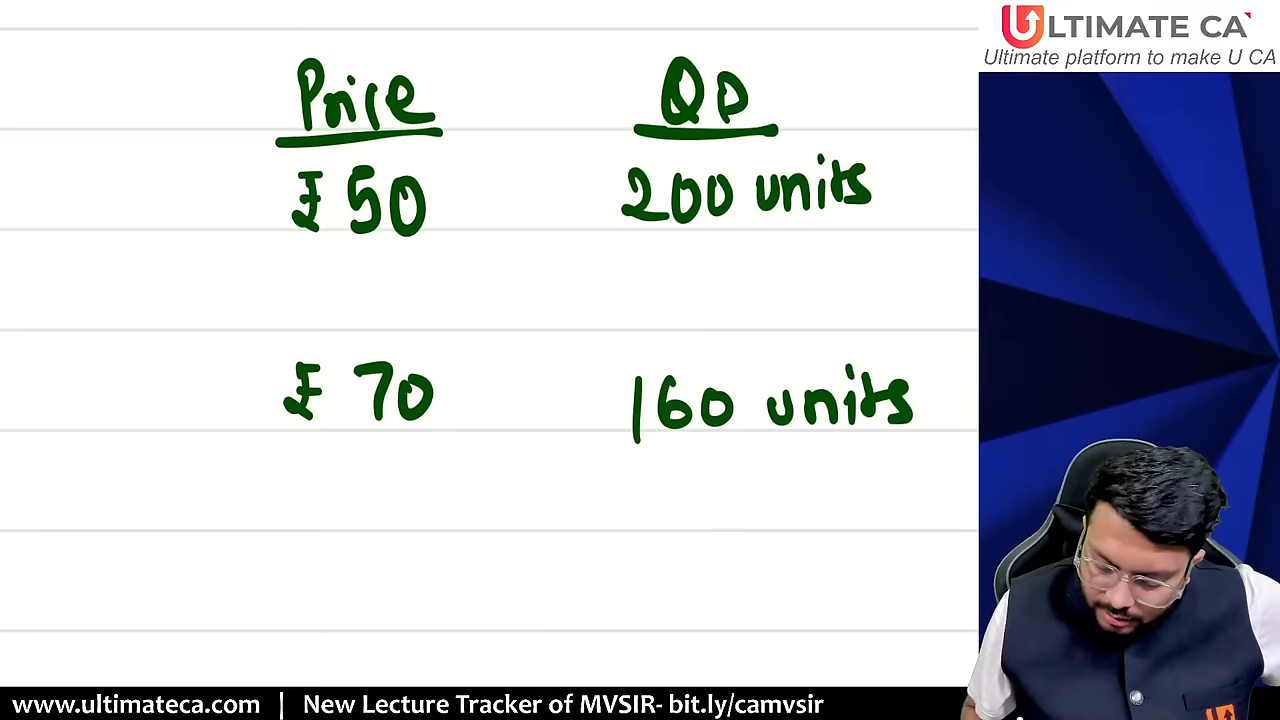 Price QD
₹ 50 200 units
₹ 70 160 units
ULTIMATE CA
Ultimate platform to make U CA
www.ultimateca.com | New Lecture Tracker of MVSIR- bit.ly/camvsir